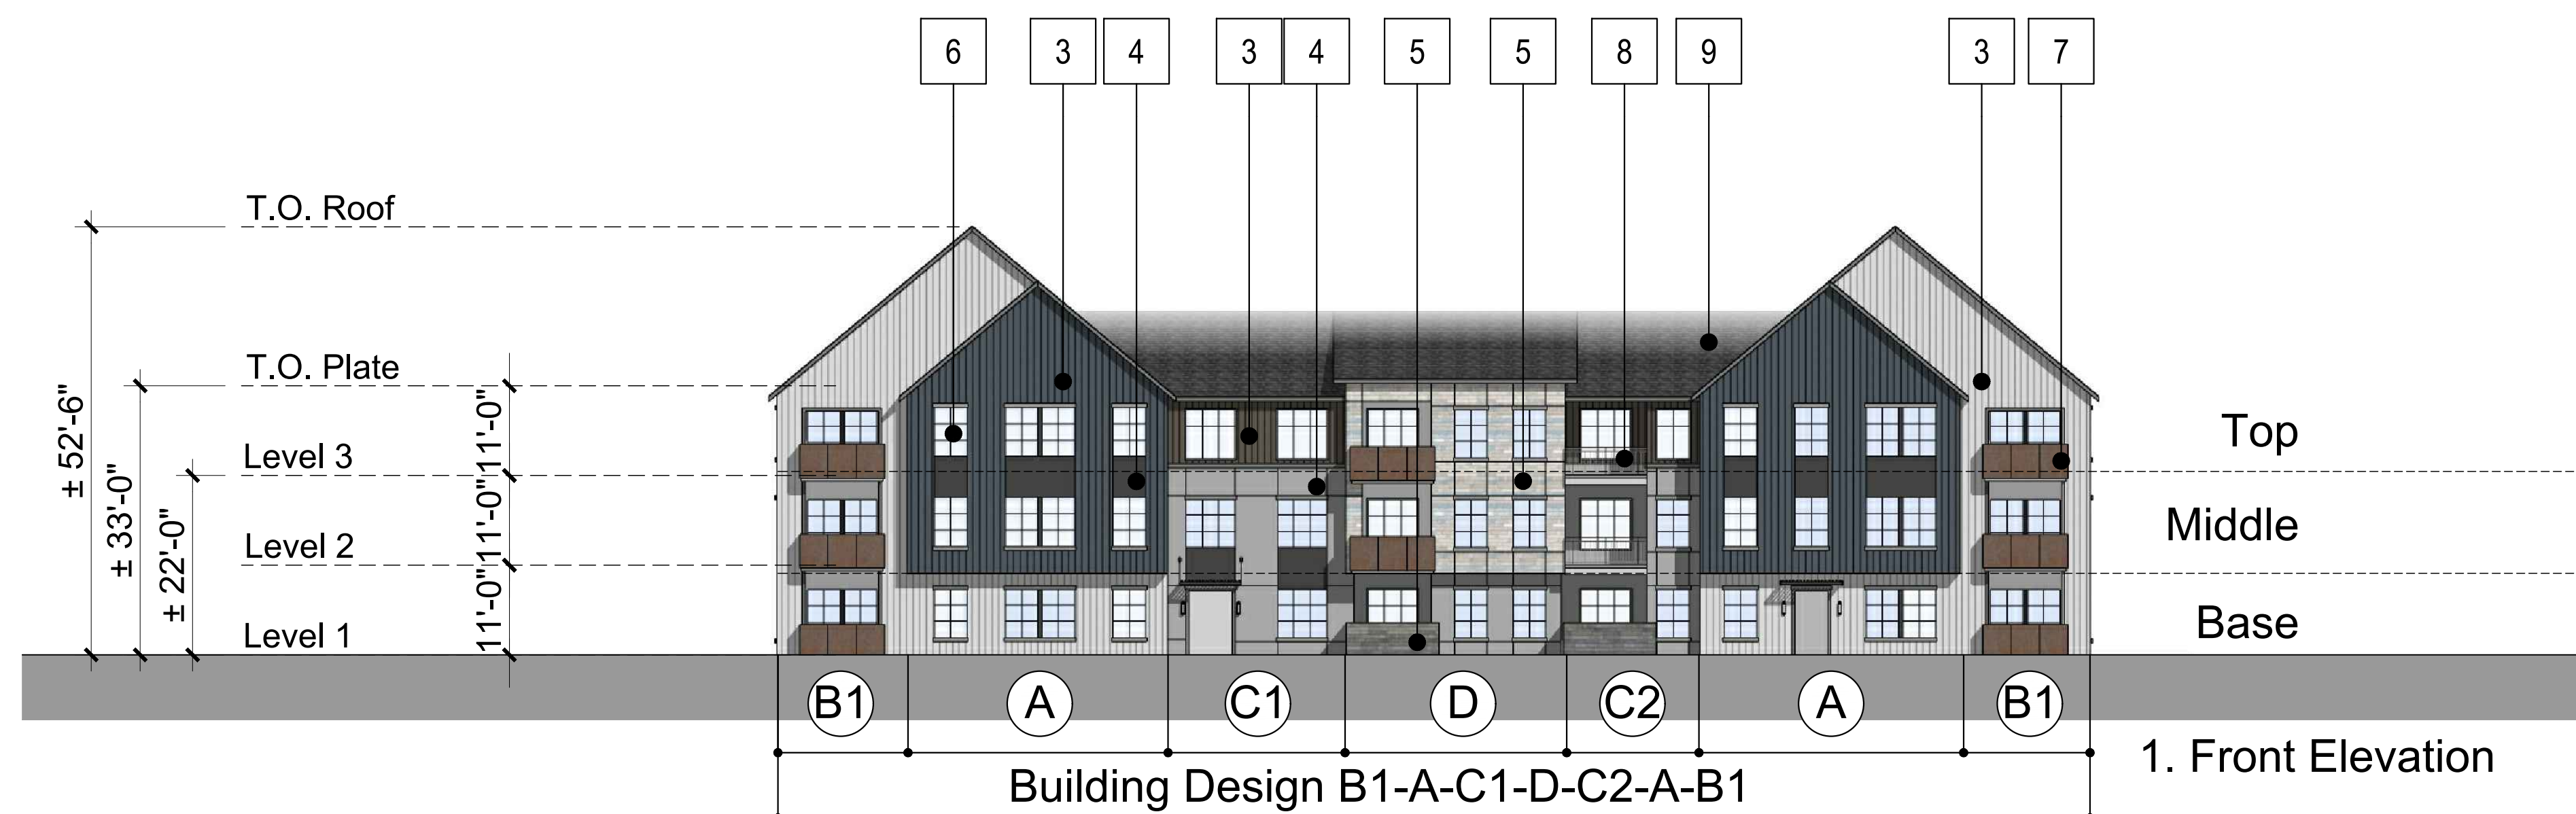 6 3 4 3 4 5 5 8 9 3 7
T.O. Roof
T.O. Plate
Level 3
Level 2
Level 1
± 52'-6"
± 33'-0"
± 22'-0"
11'-0"
11'-0"
11'-0"
Top
Middle
Base
B1 A C1 D C2 A B1
Building Design B1-A-C1-D-C2-A-B1
1. Front Elevation